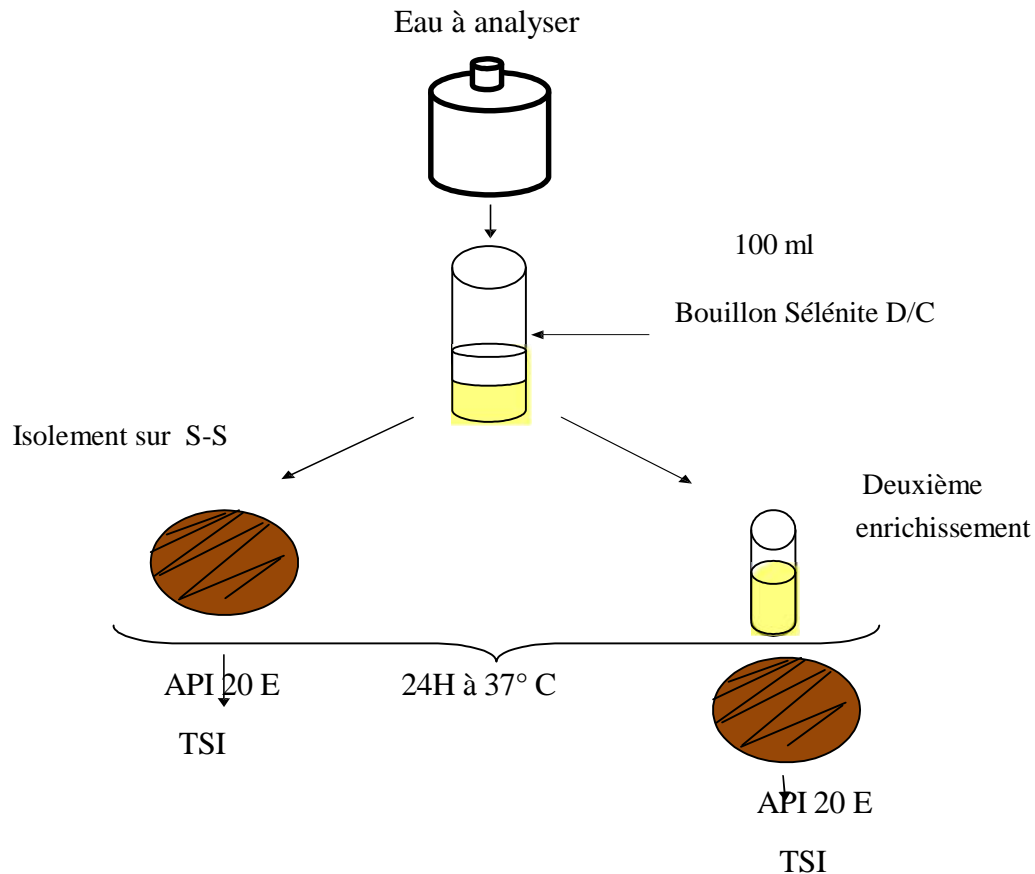 Eau à analyser
100 ml
Bouillon Sélénite D/C
Isolement sur S-S
Deuxième
enrichissement
API 20 E
24H à 37° C
TSI
API 20 E
TSI